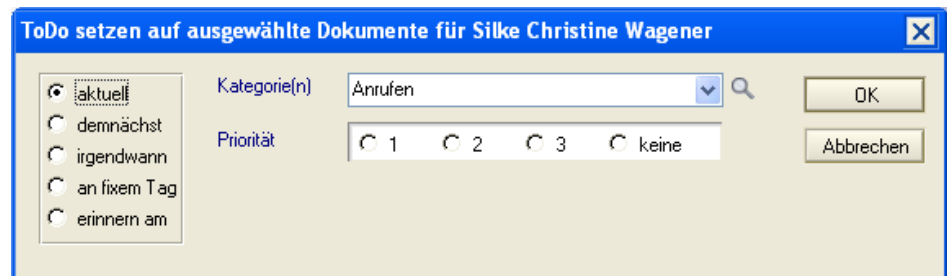 ToDo setzen auf ausgewählte Dokumente für Silke Christine Wagener
aktuell
demnächst
irgendwann
an fixem Tag
erinnern am
Kategorie(n) Anrufen
Priorität 1 2 3 keine
OK
Abbrechen